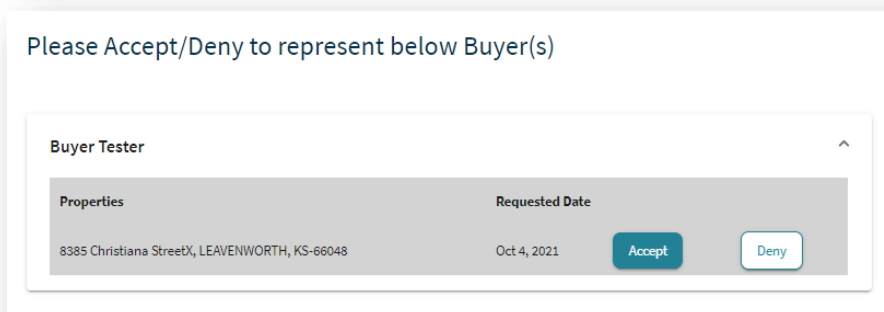 Please Accept/Deny to represent below Buyer(s)
Buyer Tester
Properties Requested Date
8385 Christiana StreetX, LEAVENWORTH, KS-66048 Oct 4, 2021 Accept Deny